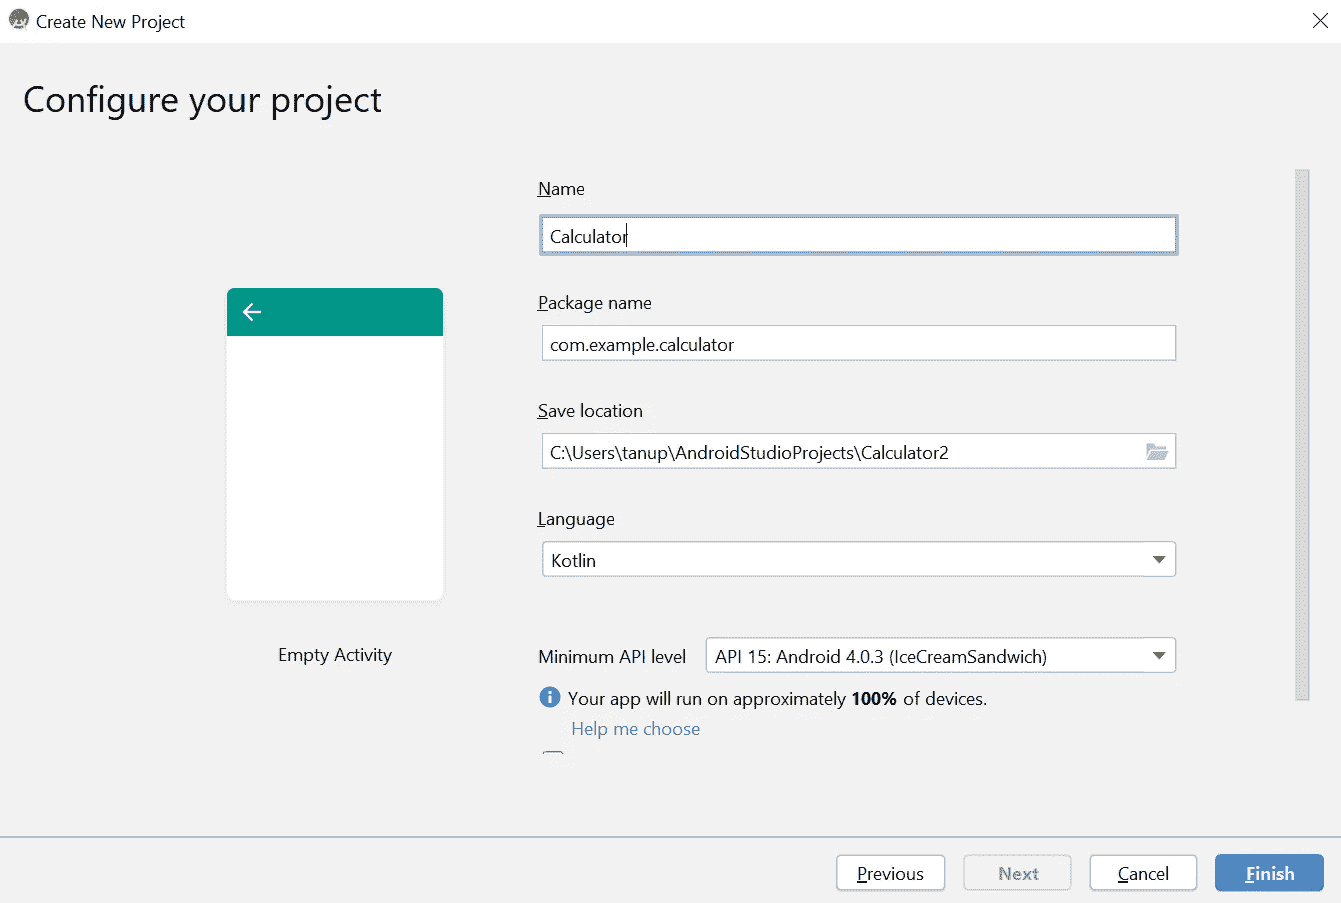 Create New Project
Configure your project
Name
Calculator
Package name
com.example.calculator
Save location
C:\Users\tanup\AndroidStudioProjects\Calculator2
Language
Kotlin
Empty Activity
Minimum API level API 15: Android 4.0.3 (IceCreamSandwich)
Your app will run on approximately 100% of devices.
Help me choose
Previous Next Cancel Finish